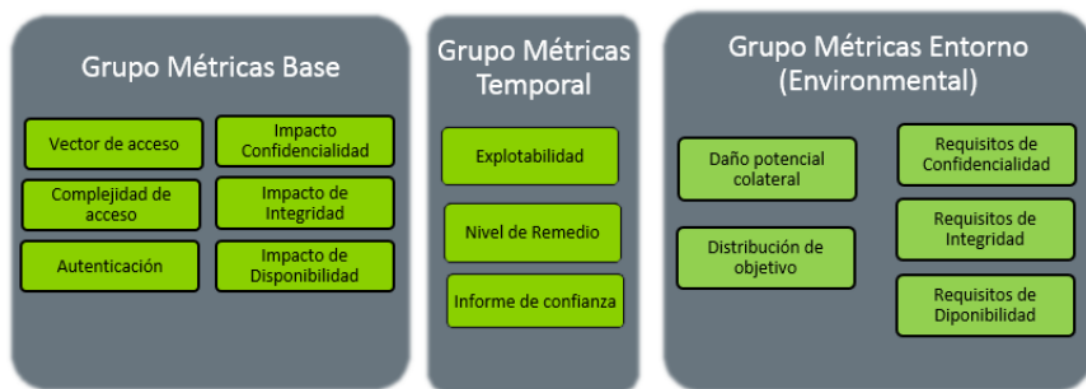 Grupo Métricas Base
Vector de acceso
Impacto
Confidencialidad
Complejidad de
acceso
Impacto de
Integridad
Autenticación
Impacto de
Disponibilidad
Grupo Métricas
Temporal
Explotabilidad
Nivel de Remedio
Informe de confianza
Grupo Métricas Entorno
(Environmental)
Daño potencial
colateral
Distribución de
objetivo
Requisitos de
Confidencialidad
Requisitos de
Integridad
Requisitos de
Diponibilidad